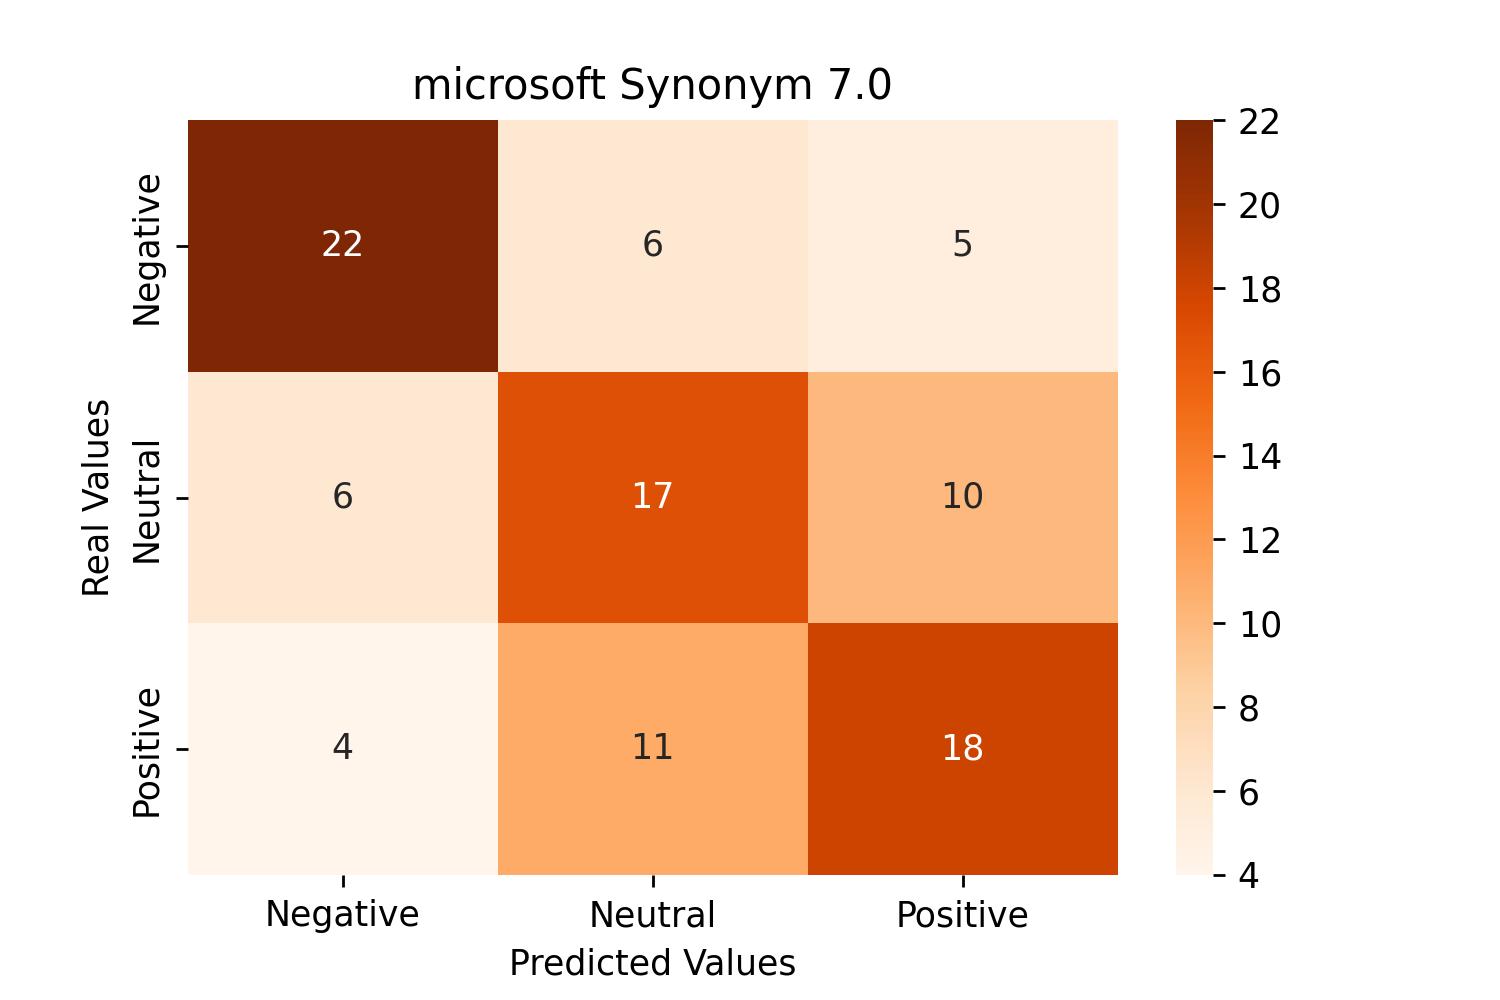 microsoft Synonym 7.0
Real Values
Negative
22 6 5
Neutral
6 17 10
Positive
4 11 18
Negative Neutral Positive
Predicted Values
22
20
18
16
14
12
10
8
6
4